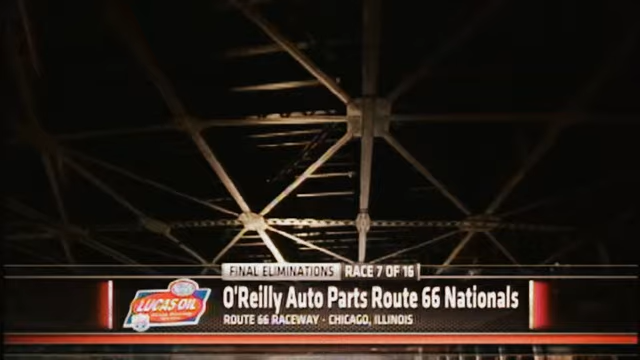 FINAL ELIMINATIONS RACE 7 OF 16
LUCAS OIL
O'Reilly Auto Parts Route 66 Nationals
ROUTE 66 RACEWAY - CHICAGO, ILLINOIS